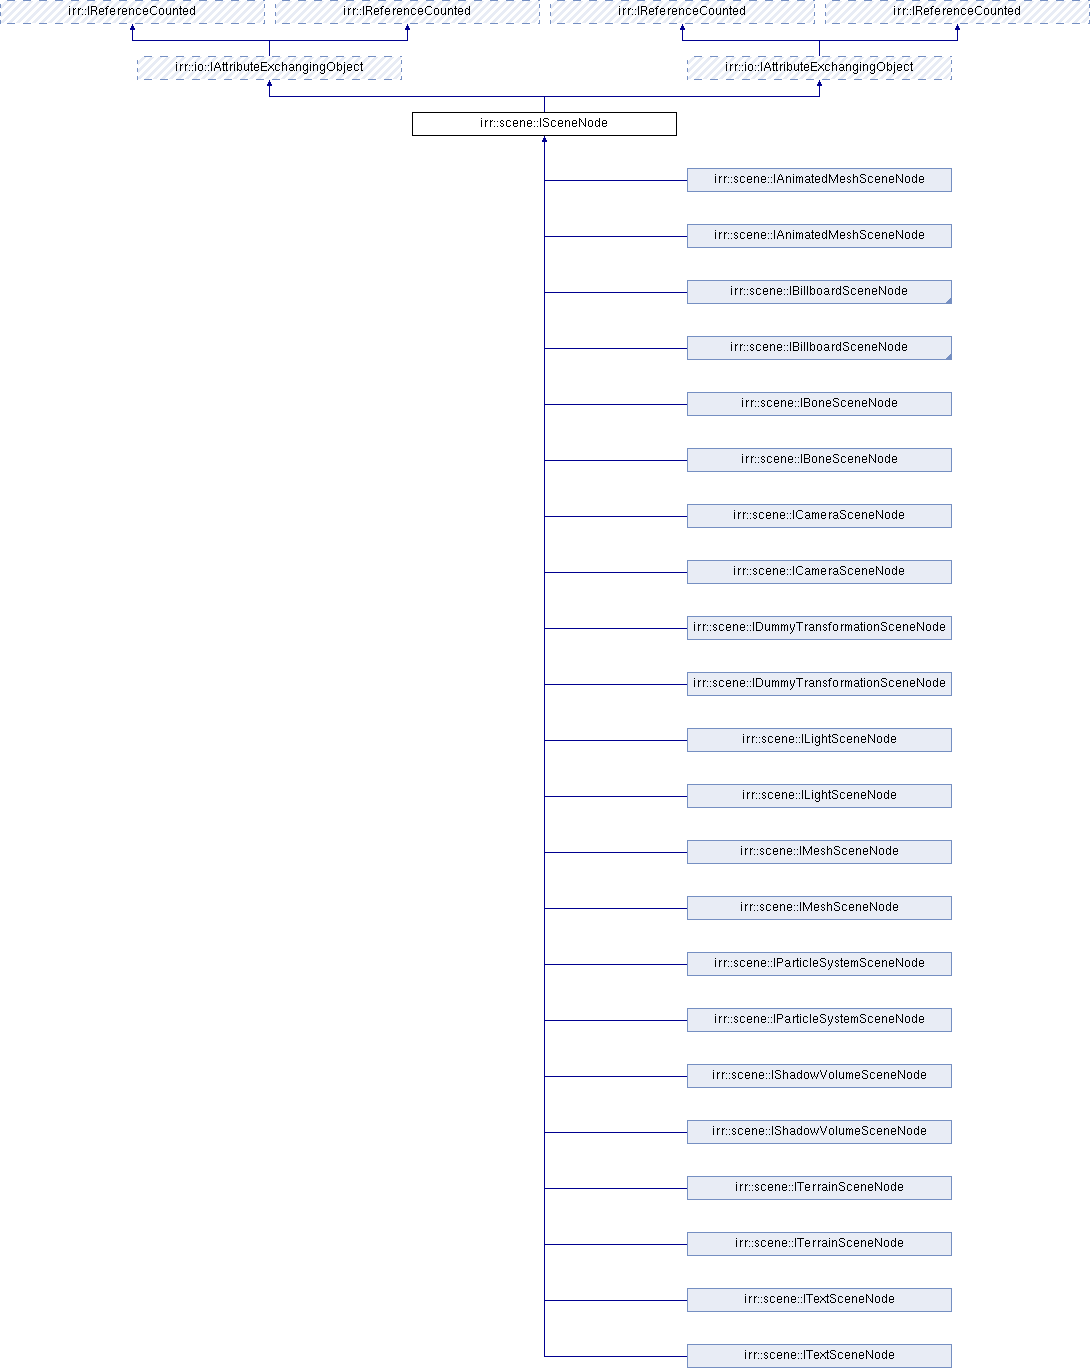 irr::IReferenceCounted
irr::IReferenceCounted
irr::IReferenceCounted
irr::IReferenceCounted
irr::io::IAttributeExchangingObject
irr::io::IAttributeExchangingObject
irr::scene::ISceneNode
irr::scene::IAnimatedMeshSceneNode
irr::scene::IAnimatedMeshSceneNode
irr::scene::IBillboardSceneNode
irr::scene::IBillboardSceneNode
irr::scene::IBoneSceneNode
irr::scene::IBoneSceneNode
irr::scene::ICameraSceneNode
irr::scene::ICameraSceneNode
irr::scene::IDummyTransformationSceneNode
irr::scene::IDummyTransformationSceneNode
irr::scene::ILightSceneNode
irr::scene::ILightSceneNode
irr::scene::IMeshSceneNode
irr::scene::IMeshSceneNode
irr::scene::IParticleSystemSceneNode
irr::scene::IParticleSystemSceneNode
irr::scene::IShadowVolumeSceneNode
irr::scene::IShadowVolumeSceneNode
irr::scene::ITerrainSceneNode
irr::scene::ITerrainSceneNode
irr::scene::ITextSceneNode
irr::scene::ITextSceneNode